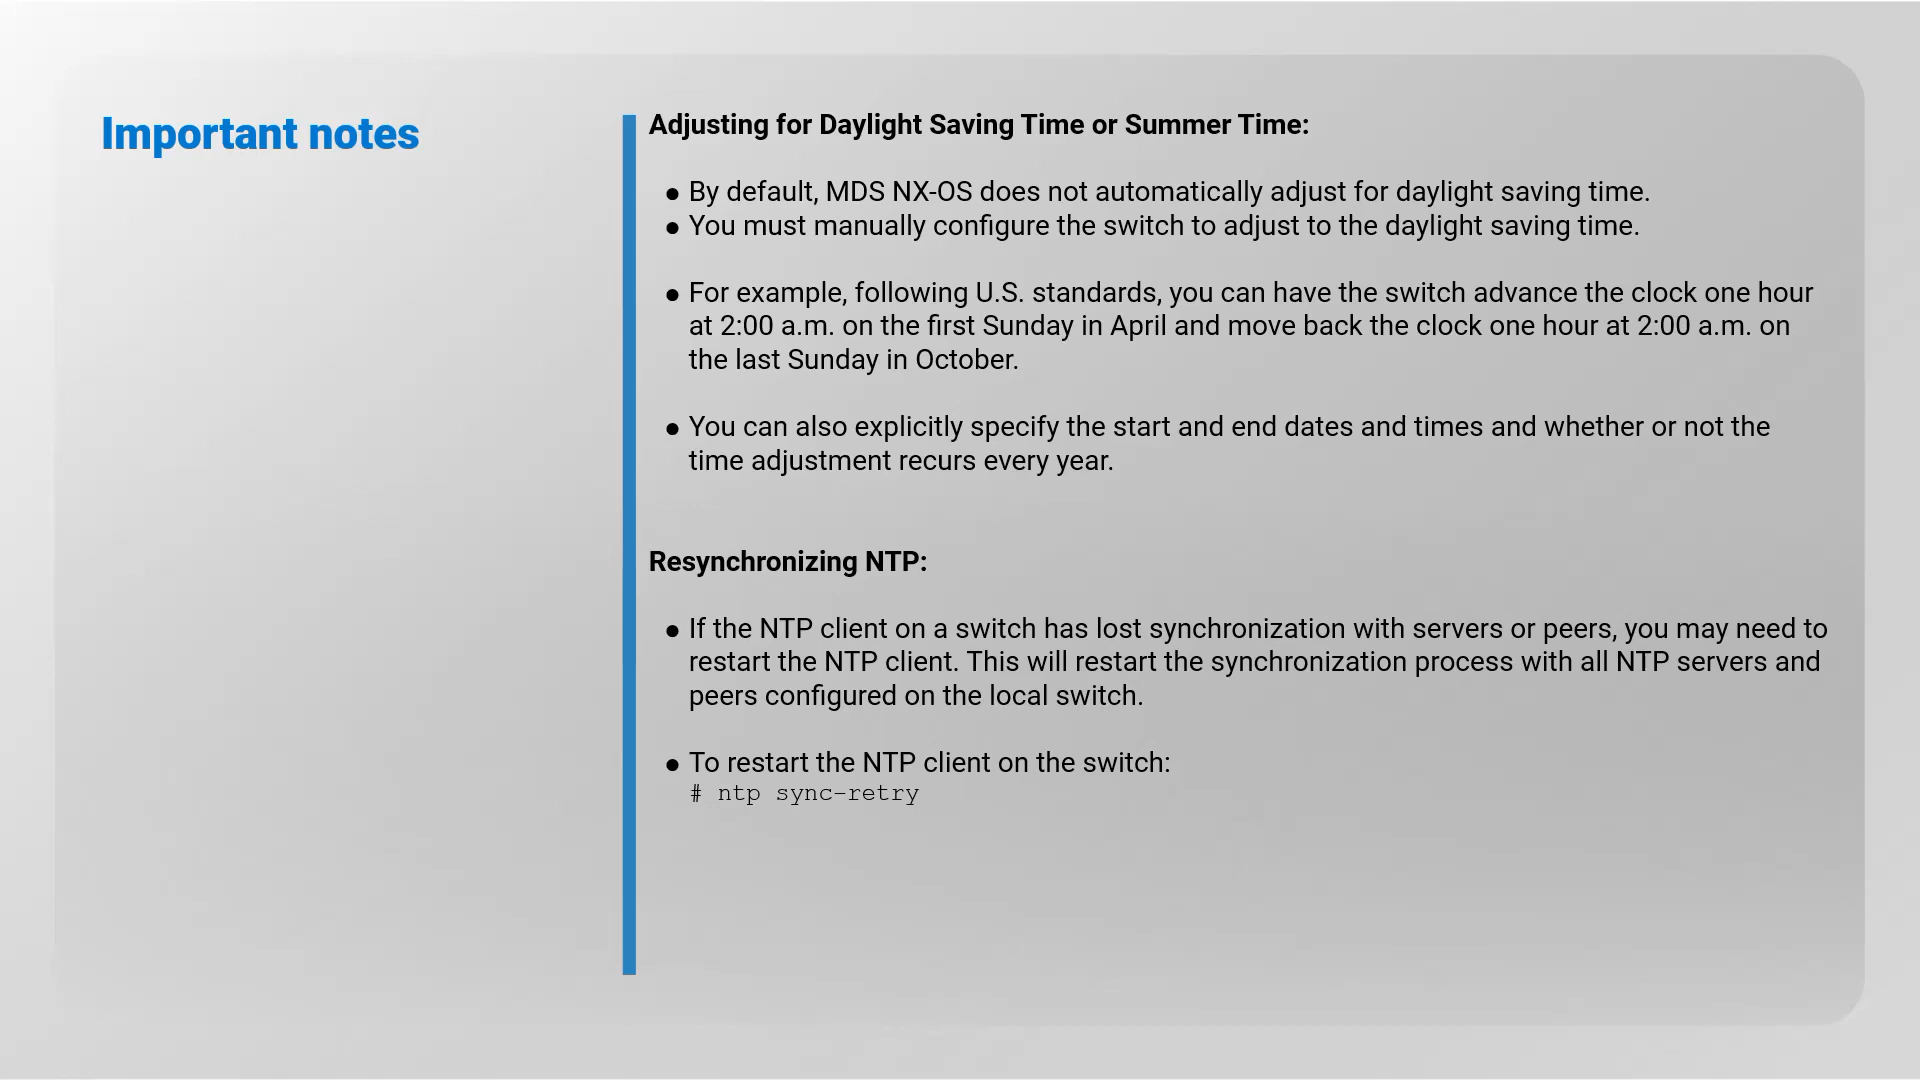 Important notes
Adjusting for Daylight Saving Time or Summer Time:
● By default, MDS NX-OS does not automatically adjust for daylight saving time.
● You must manually configure the switch to adjust to the daylight saving time.
● For example, following U.S. standards, you can have the switch advance the clock one hour
at 2:00 a.m. on the first Sunday in April and move back the clock one hour at 2:00 a.m. on
the last Sunday in October.
● You can also explicitly specify the start and end dates and times and whether or not the
time adjustment recurs every year.
Resynchronizing NTP:
● If the NTP client on a switch has lost synchronization with servers or peers, you may need to
restart the NTP client. This will restart the synchronization process with all NTP servers and
peers configured on the local switch.
● To restart the NTP client on the switch:
# ntp sync-retry